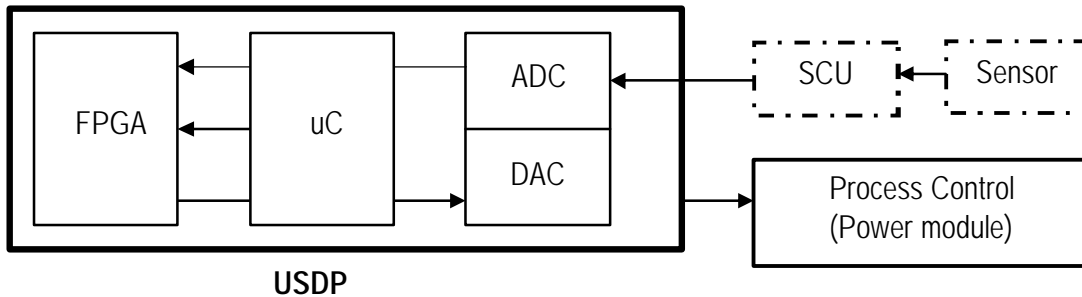 FPGA
uC
ADC
DAC
SCU
Sensor
Process Control
(Power module)
USDP